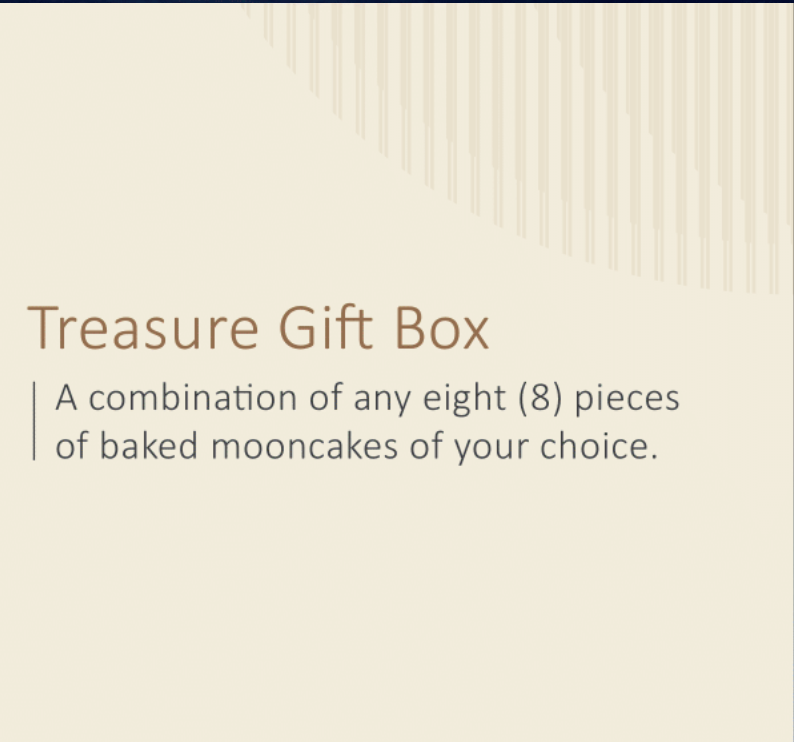 Treasure Gift Box
A combination of any eight (8) pieces
of baked mooncakes of your choice.